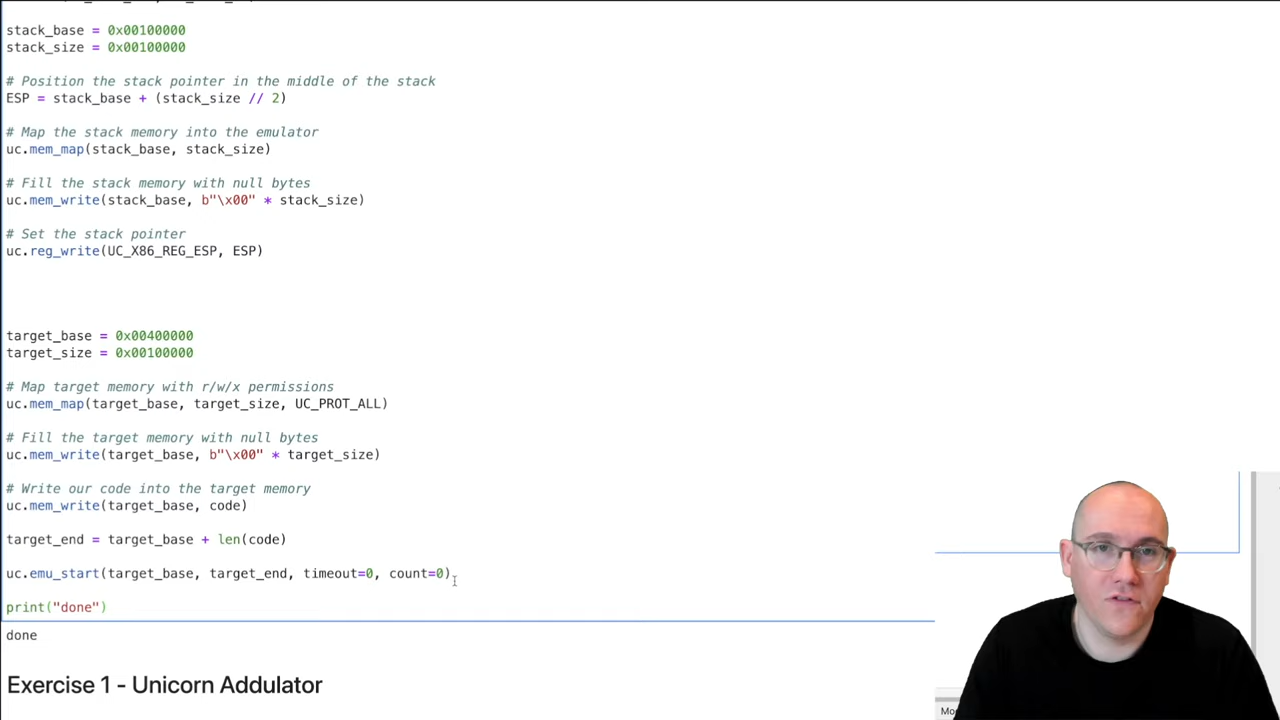 stack_base = 0x00100000
stack_size = 0x00100000
# Position the stack pointer in the middle of the stack
ESP = stack_base + (stack_size // 2)
# Map the stack memory into the emulator
uc.mem_map(stack_base, stack_size)
# Fill the stack memory with null bytes
uc.mem_write(stack_base, b"\x00" * stack_size)
# Set the stack pointer
uc.reg_write(UC_X86_REG_ESP, ESP)
target_base = 0x00400000
target_size = 0x00100000
# Map target memory with r/w/x permissions
uc.mem_map(target_base, target_size, UC_PROT_ALL)
# Fill the target memory with null bytes
uc.mem_write(target_base, b"\x00" * target_size)
# Write our code into the target memory
uc.mem_write(target_base, code)
target_end = target_base + len(code)
uc.emu_start(target_base, target_end, timeout=0, count=0)
print("done")
done
Exercise 1 - Unicorn Addulator